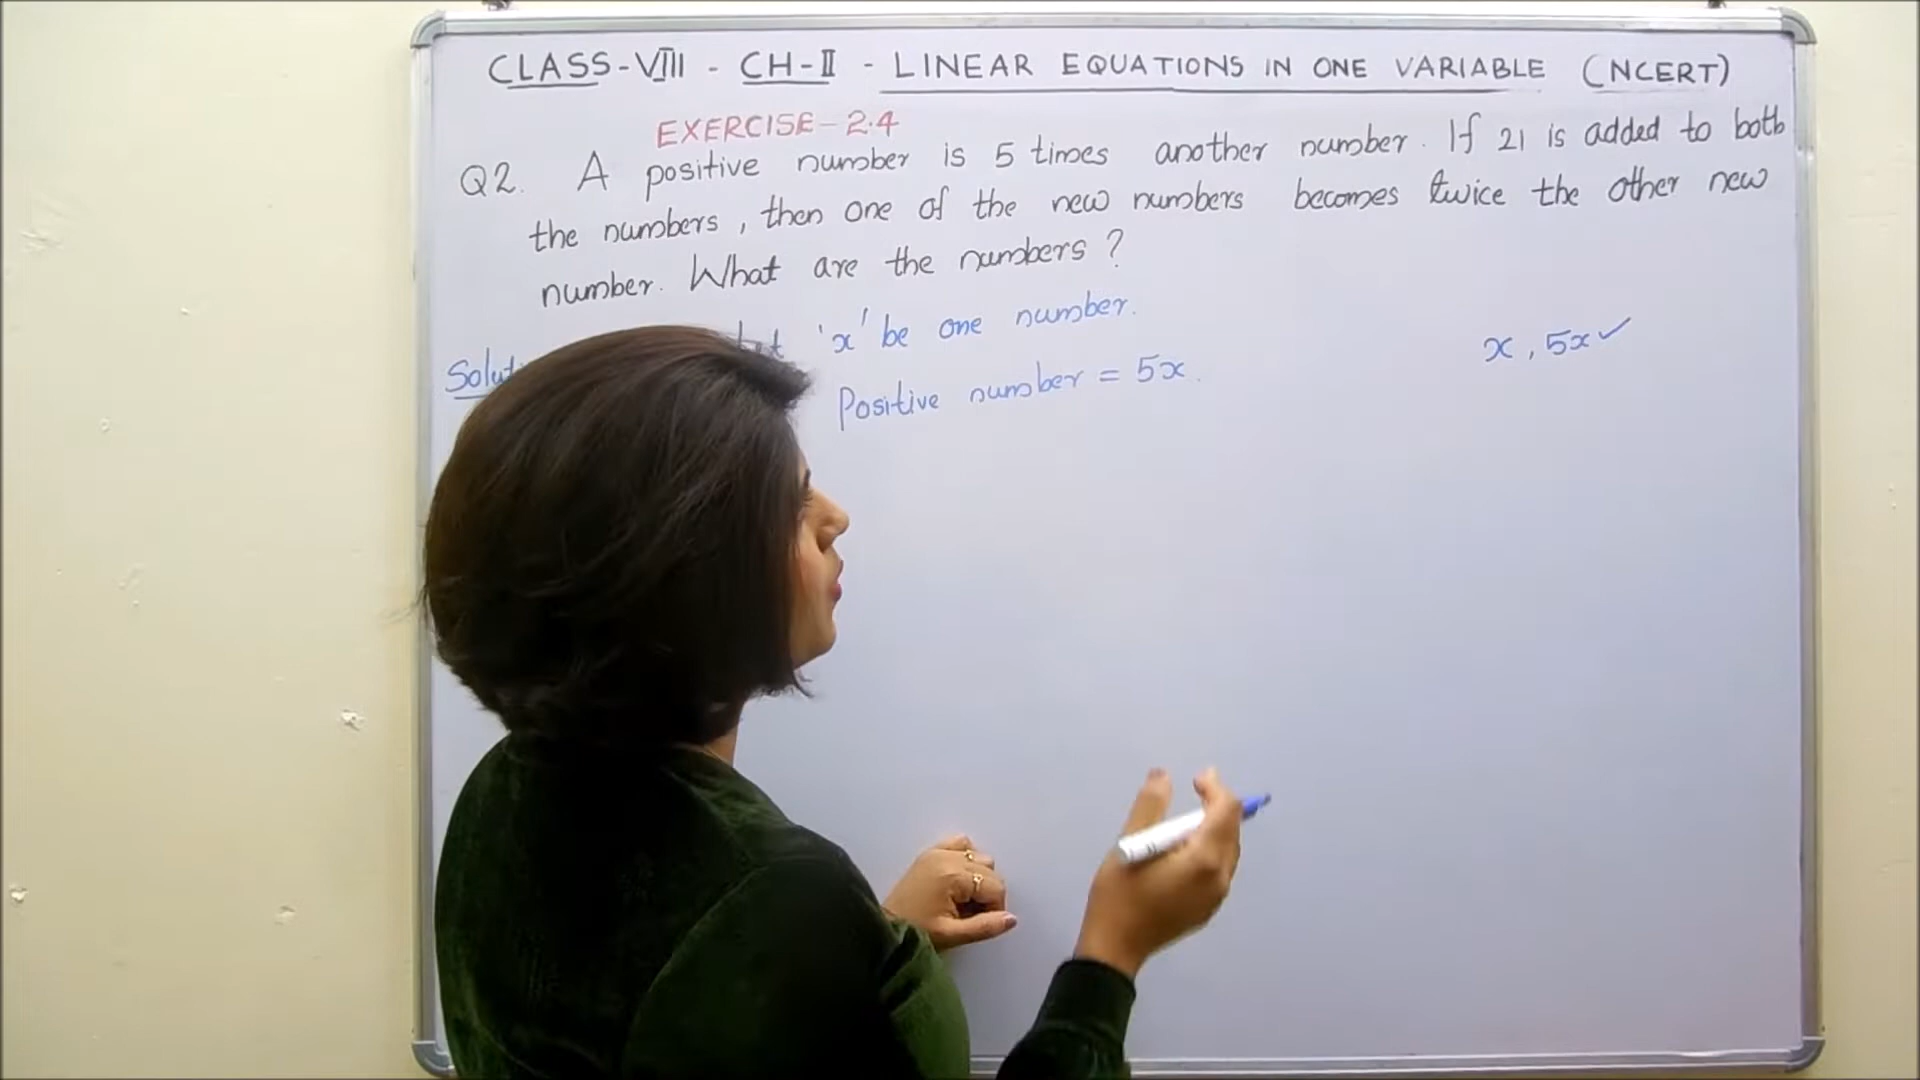 CLASS-VIII - CH-II - LINEAR EQUATIONS IN ONE VARIABLE (NCERT)
EXERCISE-2.4
Q2. A positive number is 5 times another number. If 21 is added to both
the numbers, then one of the new numbers becomes twice the other new
number. What are the numbers?
'x' be one number.
x, 5x ✓
Positive number = 5x.